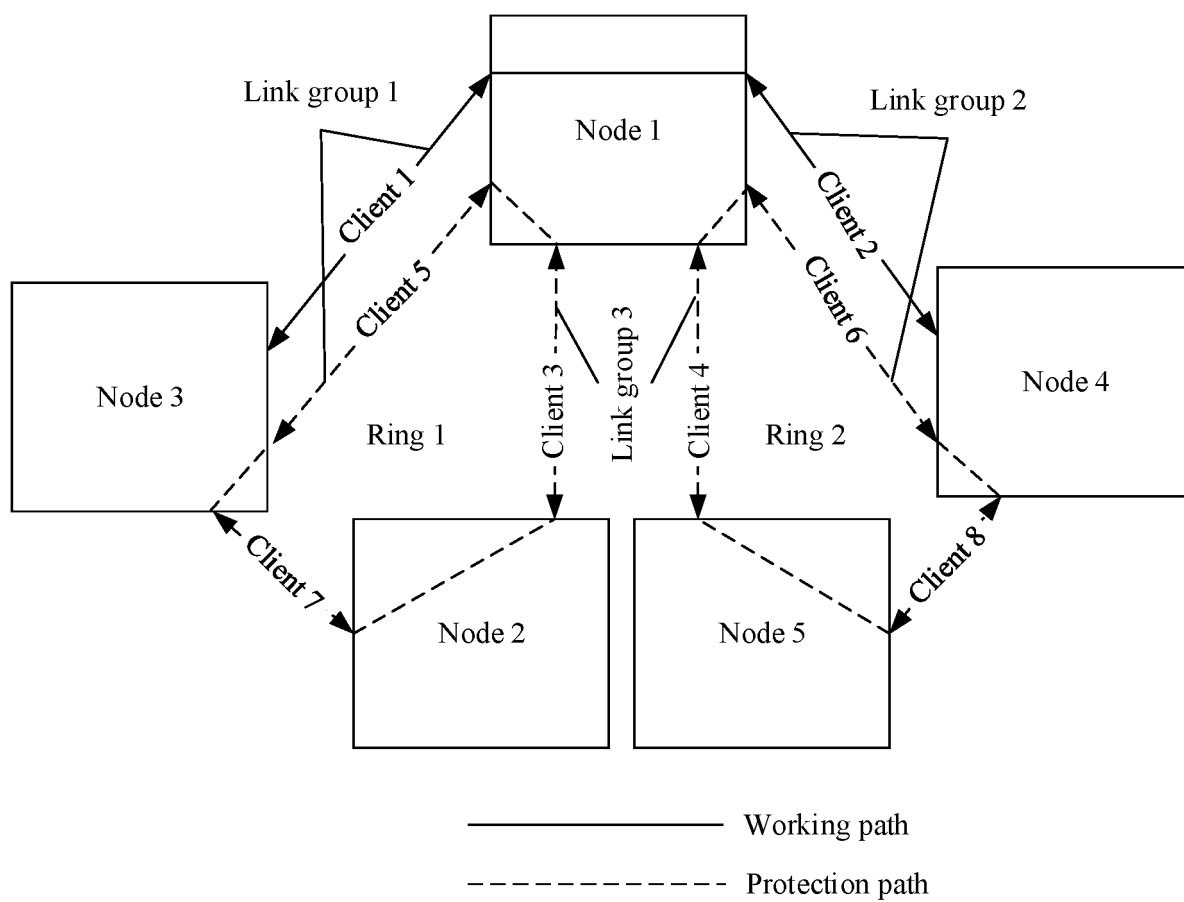 Link group 1
Link group 2
Node 1
Client 1
Client 2
Client 5
Client 6
Node 3
Node 4
Client 3
Link group 3
Client 4
Ring 1
Ring 2
Client 7
Client 8
Node 2
Node 5
Working path
Protection path